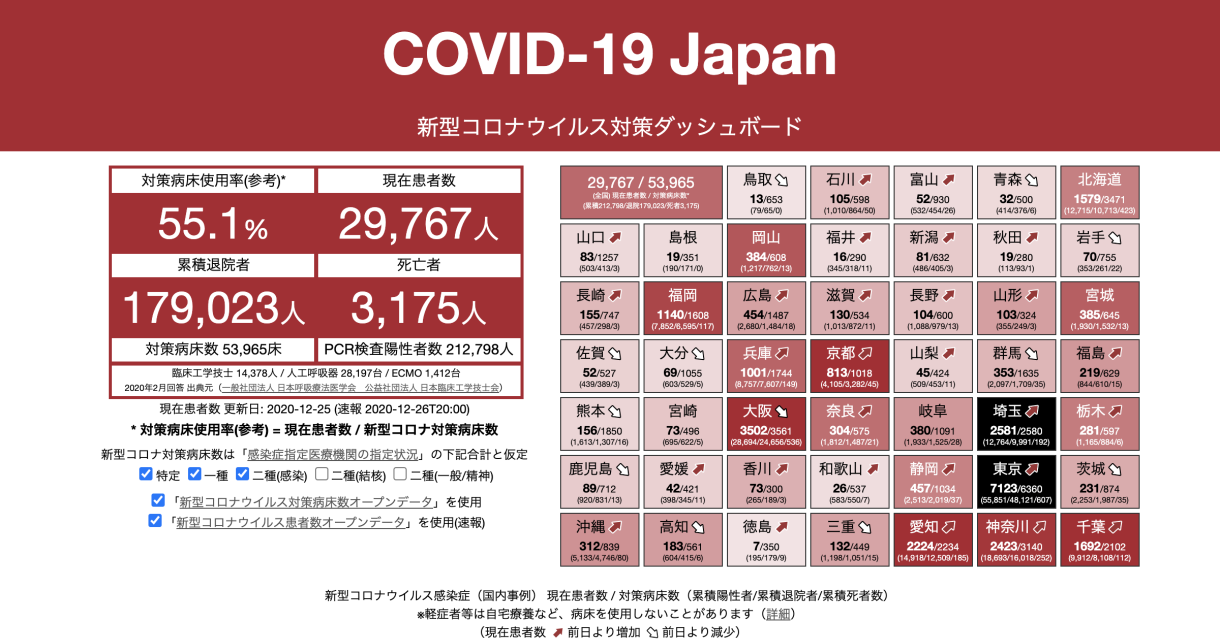 COVID-19 Japan
新型コロナウイルス対策ダッシュボード
対策病床使用率(参考)*
現在患者数
55.1%
29,767人
累積退院者
死亡者
179,023人
3,175人
対策病床数 53,965床
PCR検査陽性者数 212,798人
臨床工学技士 14,378人 / 人工呼吸器 28,197台 / ECMO 1,412台
2020年2月回答 出典元（一般社団法人 日本呼吸療法医学会　公益社団法人 日本臨床工学技士会）
現在患者数 更新日: 2020-12-25 (速報 2020-12-26T20:00)
* 対策病床使用率(参考) = 現在患者数 / 新型コロナ対策病床数
新型コロナ対策病床数は「感染症指定医療機関の指定状況」の下記合計と仮定
特定 一種 二種(感染) 二種(結核) 二種(一般/精神)
「新型コロナウイルス対策病床数オープンデータ」を使用
「新型コロナウイルス患者数オープンデータ」を使用(速報)
29,767 / 53,965
(全国) 現在患者数 / 対策病床数*
(累積212,798/退院179,023/死者3,175)
鳥取
13/653
(79/65/0)
石川
105/598
(1,010/864/50)
富山
52/930
(532/454/26)
青森
32/500
(414/376/6)
北海道
1579/3471
(12,715/10,713/423)
山口
83/1257
(503/413/3)
島根
19/351
(190/171/0)
岡山
384/608
(1,217/762/13)
福井
16/290
(345/318/11)
新潟
81/632
(486/405/3)
秋田
19/280
(113/93/1)
岩手
70/755
(353/261/22)
長崎
155/747
(457/298/3)
福岡
1140/1608
(7,852/6,595/117)
広島
454/1487
(2,680/1,484/18)
滋賀
130/534
(1,013/872/11)
長野
104/600
(1,088/979/13)
山形
103/324
(355/249/3)
宮城
385/645
(1,930/1,532/13)
佐賀
52/527
(439/389/3)
大分
69/1055
(603/529/5)
兵庫
1001/1744
(8,757/7,607/149)
京都
813/1018
(4,105/3,282/45)
山梨
45/424
(509/453/11)
群馬
353/1635
(2,097/1,709/35)
福島
219/629
(844/610/15)
熊本
156/1850
(1,613/1,307/16)
宮崎
73/496
(695/622/5)
大阪
3502/3561
(28,694/24,656/536)
奈良
304/575
(1,812/1,487/21)
岐阜
380/1091
(1,933/1,525/28)
埼玉
2581/2580
(12,764/9,991/192)
栃木
281/597
(1,165/884/6)
鹿児島
89/712
(920/831/13)
愛媛
42/421
(398/345/11)
香川
73/300
(265/189/3)
和歌山
26/537
(583/550/7)
静岡
457/1034
(2,513/2,019/37)
東京
7123/6360
(55,851/48,121/607)
茨城
231/874
(2,253/1,987/35)
沖縄
312/839
(5,133/4,746/80)
高知
183/561
(604/415/6)
徳島
7/350
(195/179/9)
三重
132/449
(1,198/1,051/15)
愛知
2224/2234
(14,918/12,509/185)
神奈川
2423/3140
(18,693/16,018/252)
千葉
1692/2102
(9,912/8,108/112)
新型コロナウイルス感染症（国内事例） 現在患者数 / 対策病床数（累積陽性者/累積退院者/累積死者数）
※軽症者等は自宅療養など、病床を使用しないことがあります（詳細）
（現在患者数 前日より増加 前日より減少）